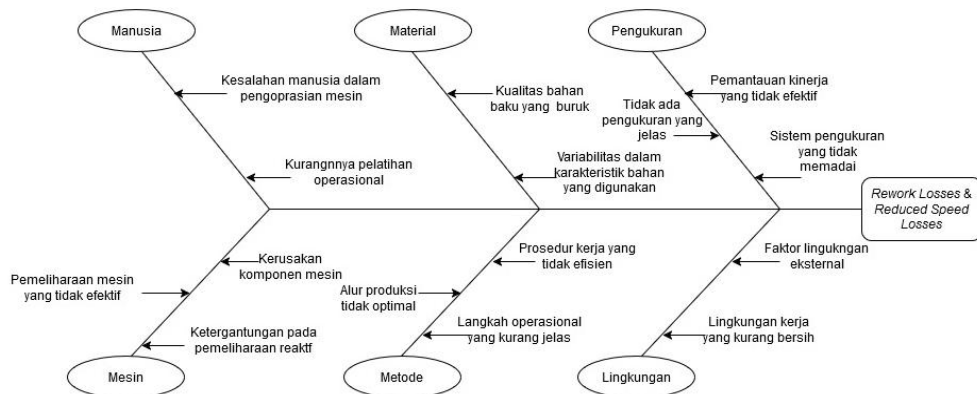 Manusia
Material
Pengukuran
Kesalahan manusia dalam
pengoprasian mesin
Kualitas bahan
baku yang buruk
Pemantauan kinerja
yang tidak efektif
Tidak ada
pengukuran yang
jelas
Kurangnnya pelatihan
operasional
Variabilitas dalam
karakteristik bahan
yang digunakan
Sistem pengukuran
yang tidak
memadai
Rework Losses &
Reduced Speed
Losses
Kerusakan
komponen mesin
Pemeliharaan mesin
yang tidak efektif
Ketergantungan pada
pemeliharaan reaktf
Prosedur kerja yang
tidak efisien
Alur produksi
tidak optimal
Langkah operasional
yang kurang jelas
Faktor lingukngan
eksternal
Lingkungan kerja
yang kurang bersih
Mesin
Metode
Lingkungan